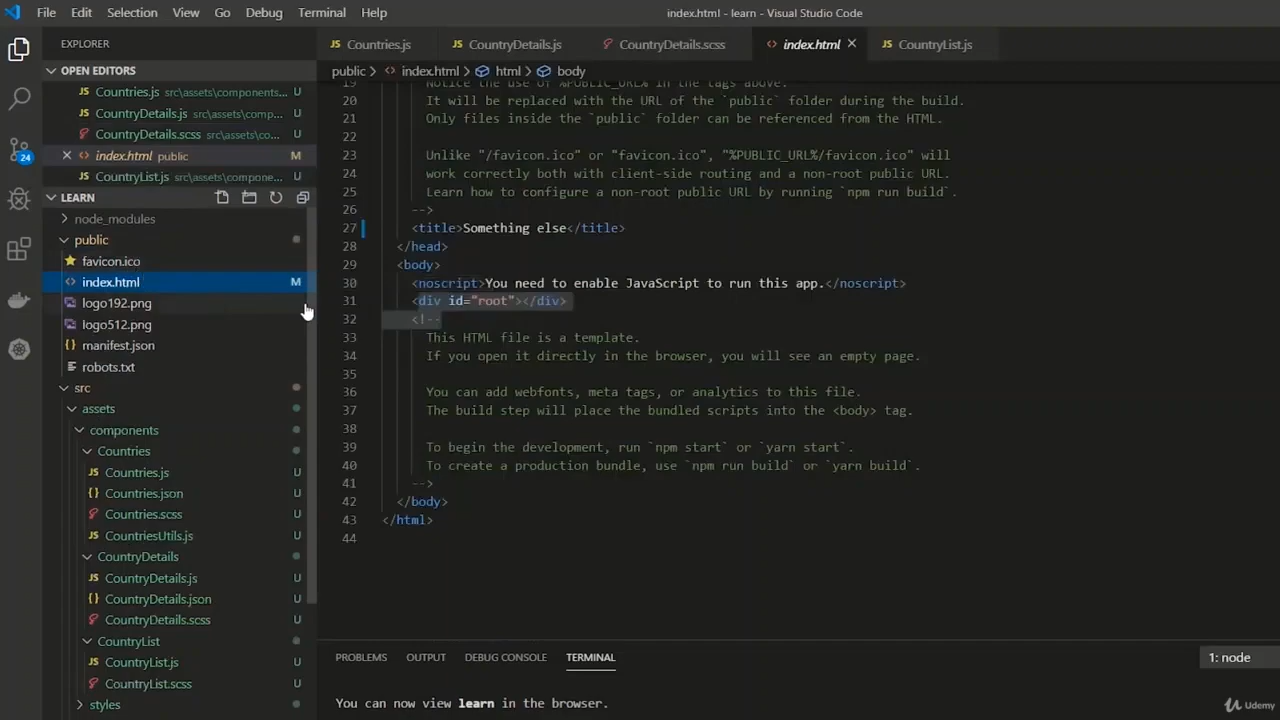 File Edit Selection View Go Debug Terminal Help index.html - learn - Visual Studio Code
EXPLORER
OPEN EDITORS
Countries.js src\assets\components... U
CountryDetails.js src\assets\comp... U
CountryDetails.scss src\assets\co... U
index.html public M
CountryList.js src\assets\compone... U
24
LEARN
node_modules
public
favicon.ico
index.html M
logo192.png
logo512.png
manifest.json
robots.txt
src
assets
components
Countries
Countries.js U
Countries.json U
Countries.scss U
CountriesUtils.js U
CountryDetails
CountryDetails.js U
CountryDetails.json U
CountryDetails.scss U
CountryList
CountryList.js U
CountryList.scss U
styles
Countries.js CountryDetails.js CountryDetails.scss index.html CountryList.js
public > index.html > html > body
19 Notice the use of %PUBLIC_URL% in the tags above.
20 It will be replaced with the URL of the `public` folder during the build.
21 Only files inside the `public` folder can be referenced from the HTML.
22
23 Unlike "/favicon.ico" or "favicon.ico", "%PUBLIC_URL%/favicon.ico" will
24 work correctly both with client-side routing and a non-root public URL.
25 Learn how to configure a non-root public URL by running `npm run build`.
26 -->
27 <title>Something else</title>
28 </head>
29 <body>
30 <noscript>You need to enable JavaScript to run this app.</noscript>
31 <div id="root"></div>
32 <!--
33 This HTML file is a template.
34 If you open it directly in the browser, you will see an empty page.
35
36 You can add webfonts, meta tags, or analytics to this file.
37 The build step will place the bundled scripts into the <body> tag.
38
39 To begin the development, run `npm start` or `yarn start`.
40 To create a production bundle, use `npm run build` or `yarn build`.
41 -->
42 </body>
43 </html>
44
PROBLEMS OUTPUT DEBUG CONSOLE TERMINAL 1: node
You can now view learn in the browser.
Udemy